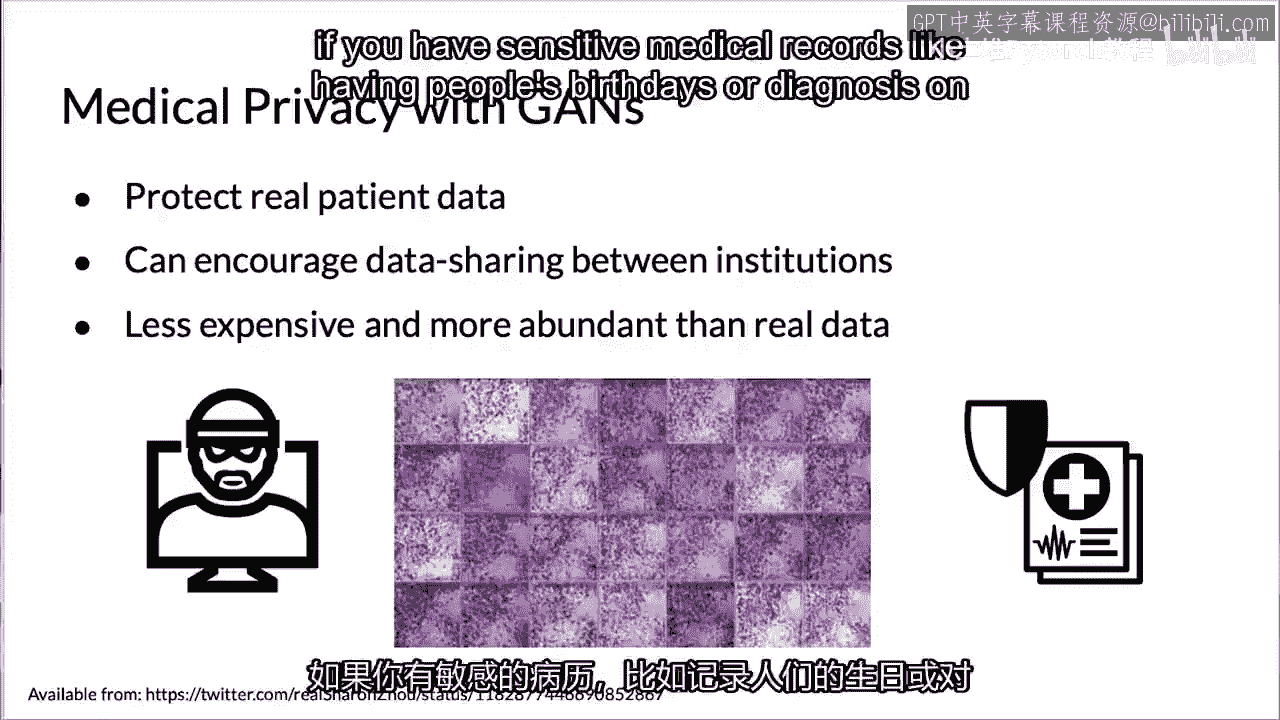 GPT中英字幕课程资源@bilibili.com
if you have sensitive medical records like
having people's birthdays or diagnosis on
Medical Privacy with GANs
● Protect real patient data
● Can encourage data-sharing between institutions
● Less expensive and more abundant than real data
如果你有敏感的病历，比如记录人们的生日或对
Available from: https://twitter.com/realSharonZhou/status/